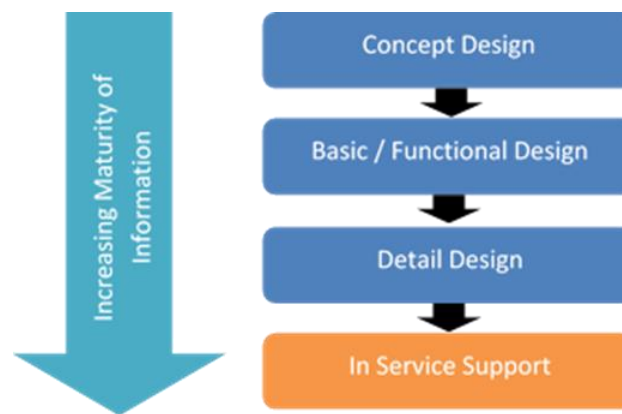 Increasing Maturity of
Information
Concept Design
Basic / Functional Design
Detail Design
In Service Support